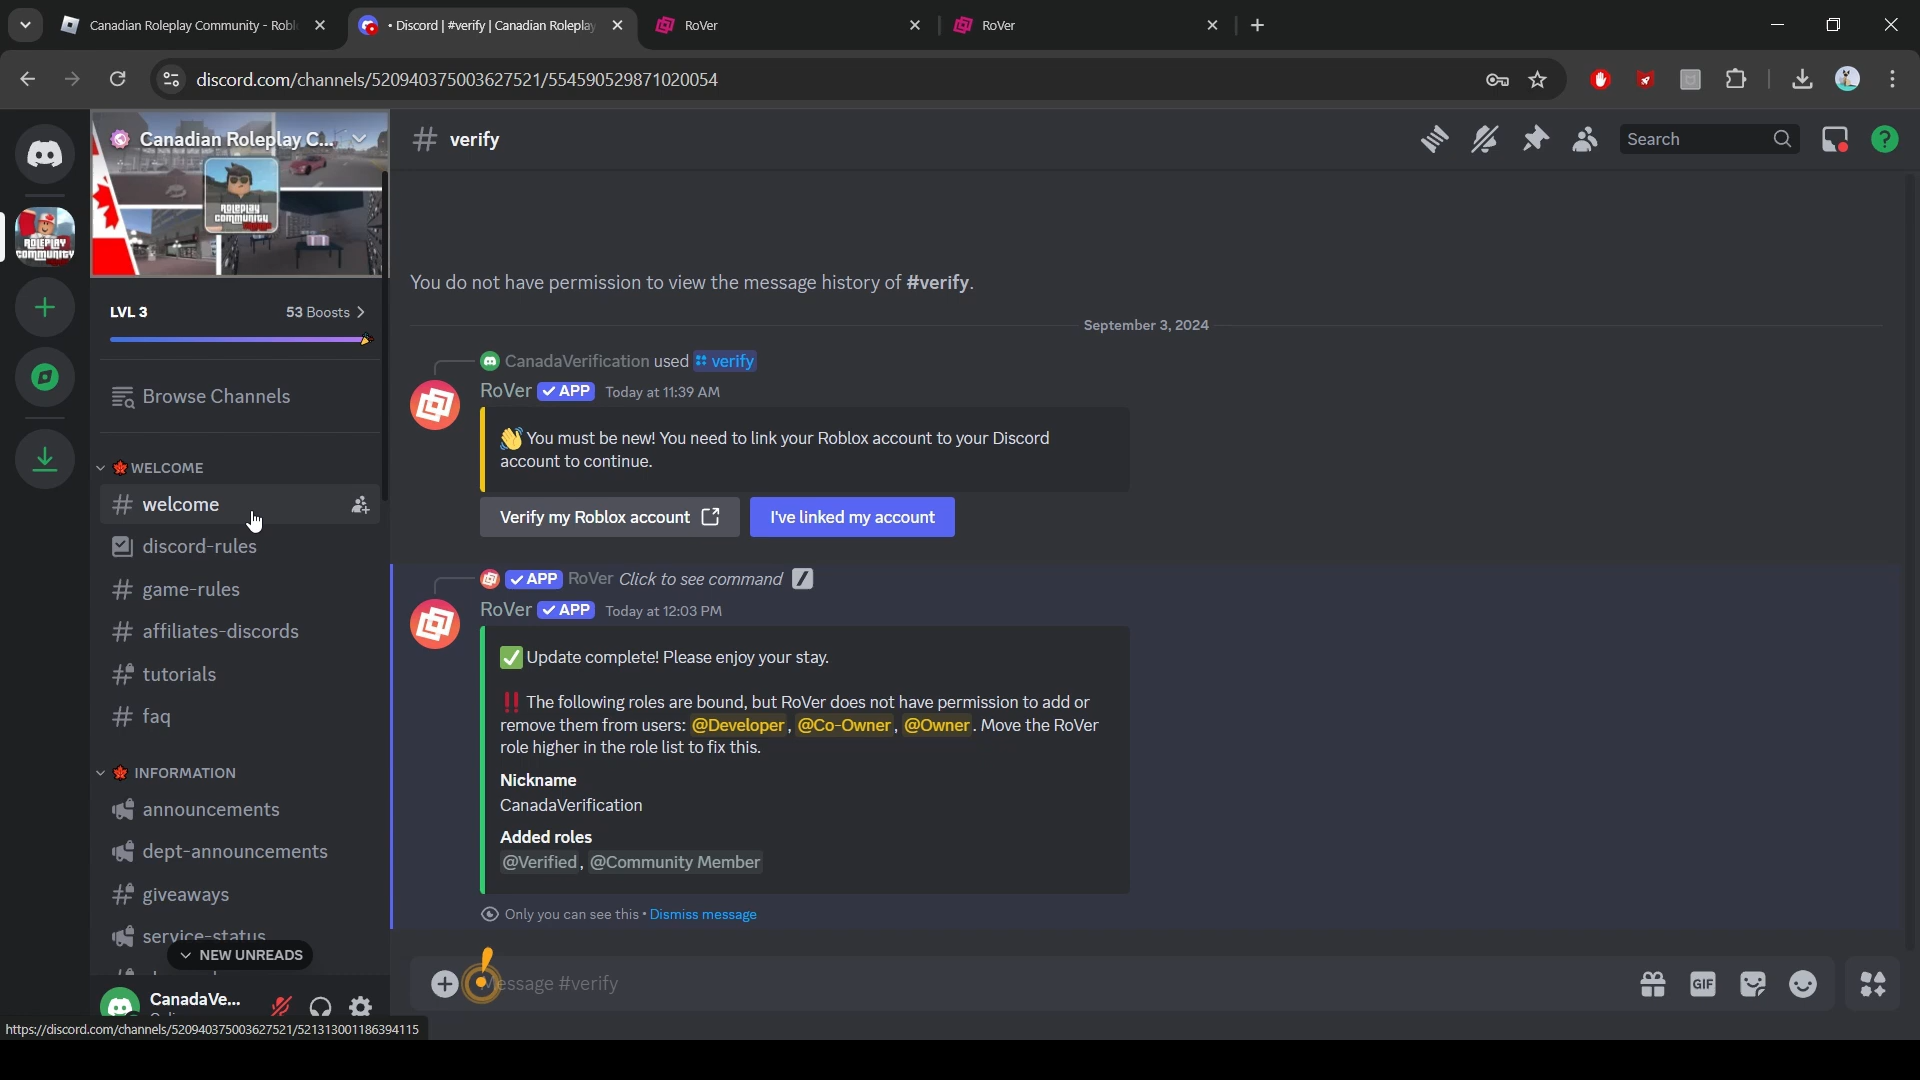 Canadian Roleplay Community - Robl
• Discord | #verify | Canadian Roleplay
RoVer
RoVer
discord.com/channels/520940375003627521/554590529871020054
Canadian Roleplay C...
ROLEPLAY
COMMUNITY
ROLEPLAY
COMMUNITY
LVL 3
53 Boosts
Browse Channels
WELCOME
welcome
discord-rules
game-rules
affiliates-discords
tutorials
faq
INFORMATION
announcements
dept-announcements
giveaways
service-status
NEW UNREADS
CanadaVe...
https://discord.com/channels/520940375003627521/521313001186394115
verify
Search
You do not have permission to view the message history of #verify.
September 3, 2024
CanadaVerification used verify
RoVer ✓ APP Today at 11:39 AM
👋 You must be new! You need to link your Roblox account to your Discord
account to continue.
Verify my Roblox account
I've linked my account
✓ APP RoVer Click to see command
RoVer ✓ APP Today at 12:03 PM
✅ Update complete! Please enjoy your stay.
‼ The following roles are bound, but RoVer does not have permission to add or
remove them from users: @Developer, @Co-Owner, @Owner. Move the RoVer
role higher in the role list to fix this.
Nickname
CanadaVerification
Added roles
@Verified, @Community Member
Only you can see this • Dismiss message
Message #verify
GIF